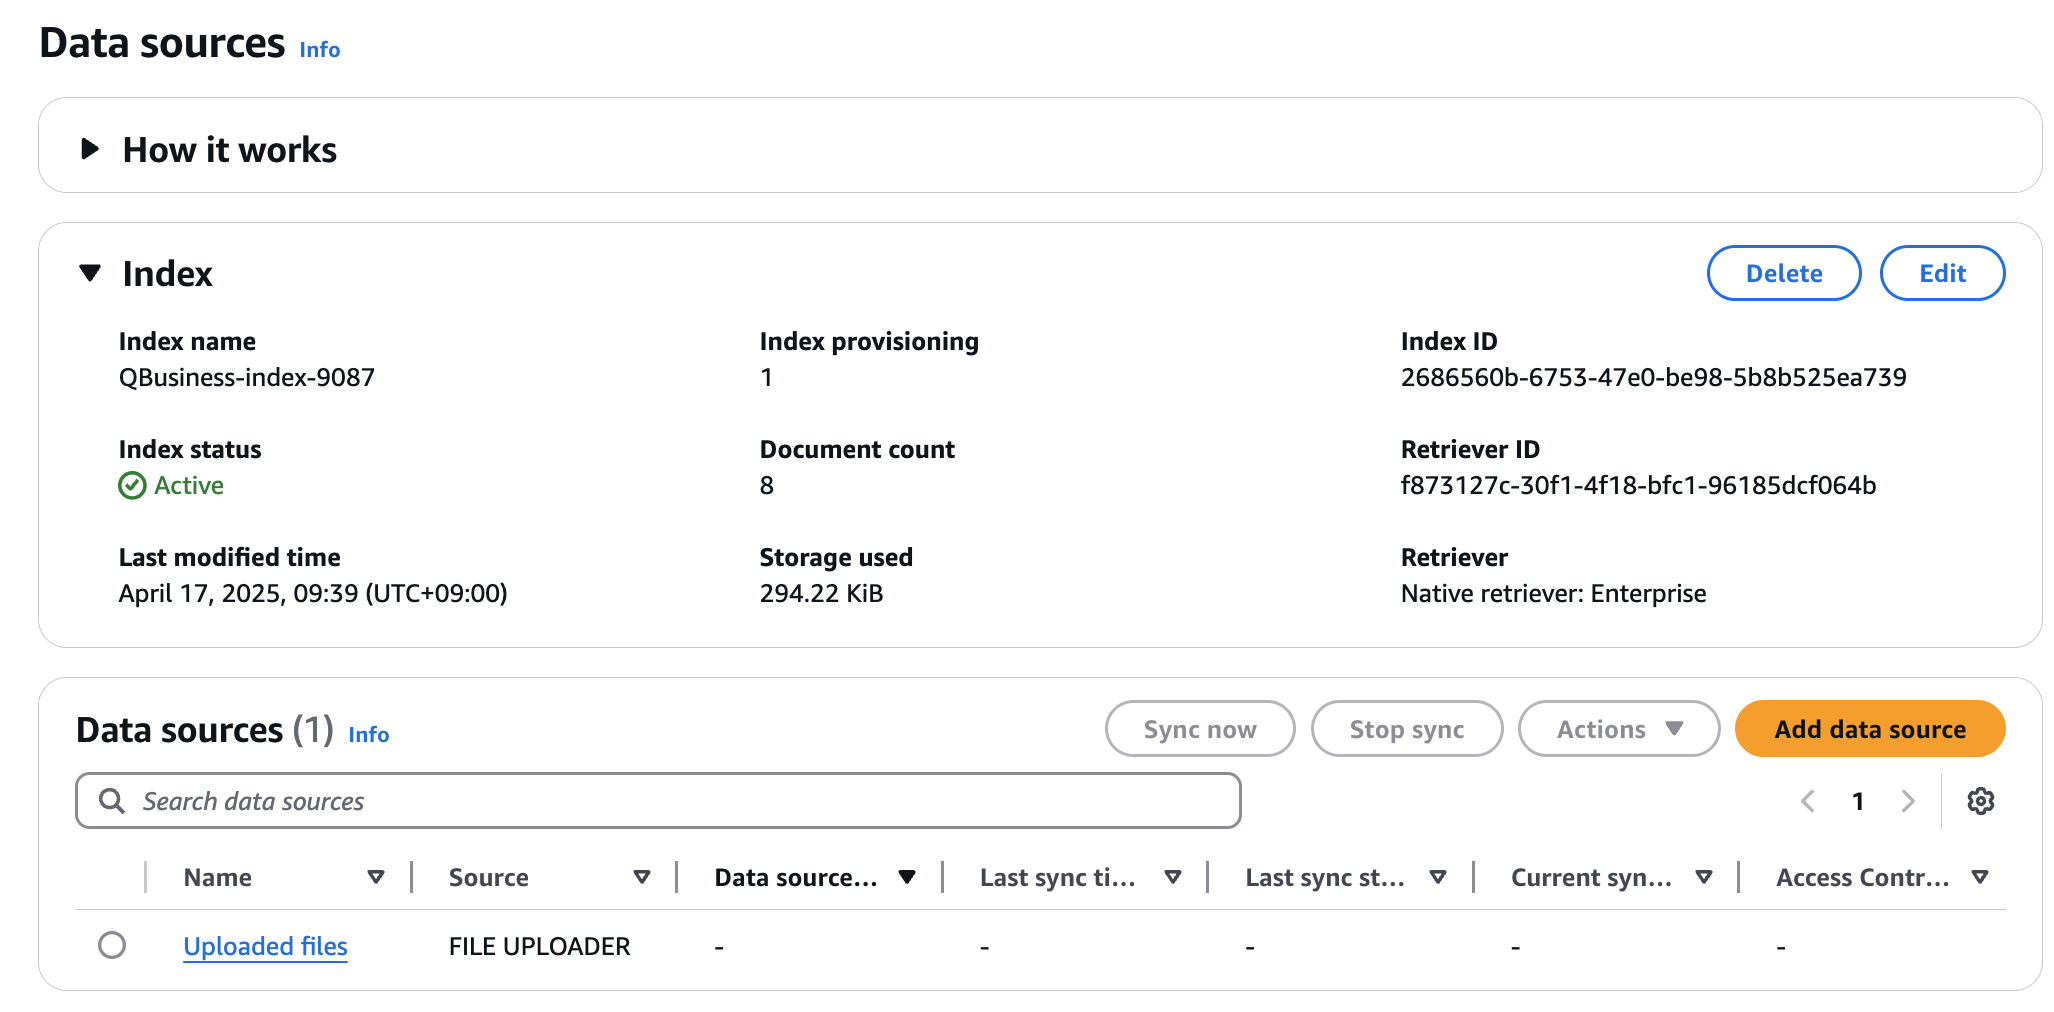 Data sources Info
How it works
Index
Delete Edit
Index name Index provisioning Index ID
QBusiness-index-9087 1 2686560b-6753-47e0-be98-5b8b525ea739
Index status Document count Retriever ID
Active 8 f873127c-30f1-4f18-bfc1-96185dcf064b
Last modified time Storage used Retriever
April 17, 2025, 09:39 (UTC+09:00) 294.22 KiB Native retriever: Enterprise
Data sources (1) Info Sync now Stop sync Actions Add data source
Search data sources 1
Name Source Data source... Last sync ti... Last sync st... Current syn... Access Contr...
Uploaded files FILE UPLOADER - - - - -